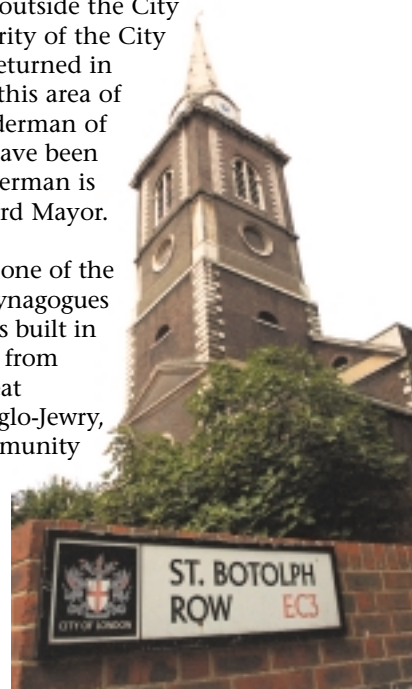 outside the City
rity of the City
eturned in
this area of
derman of
ave been
erman is
rd Mayor.
one of the
ynagogues
s built in
from
at
glo-Jewry,
munity
ST. BOTOLPH
ROW EC3
CITY OF LONDON